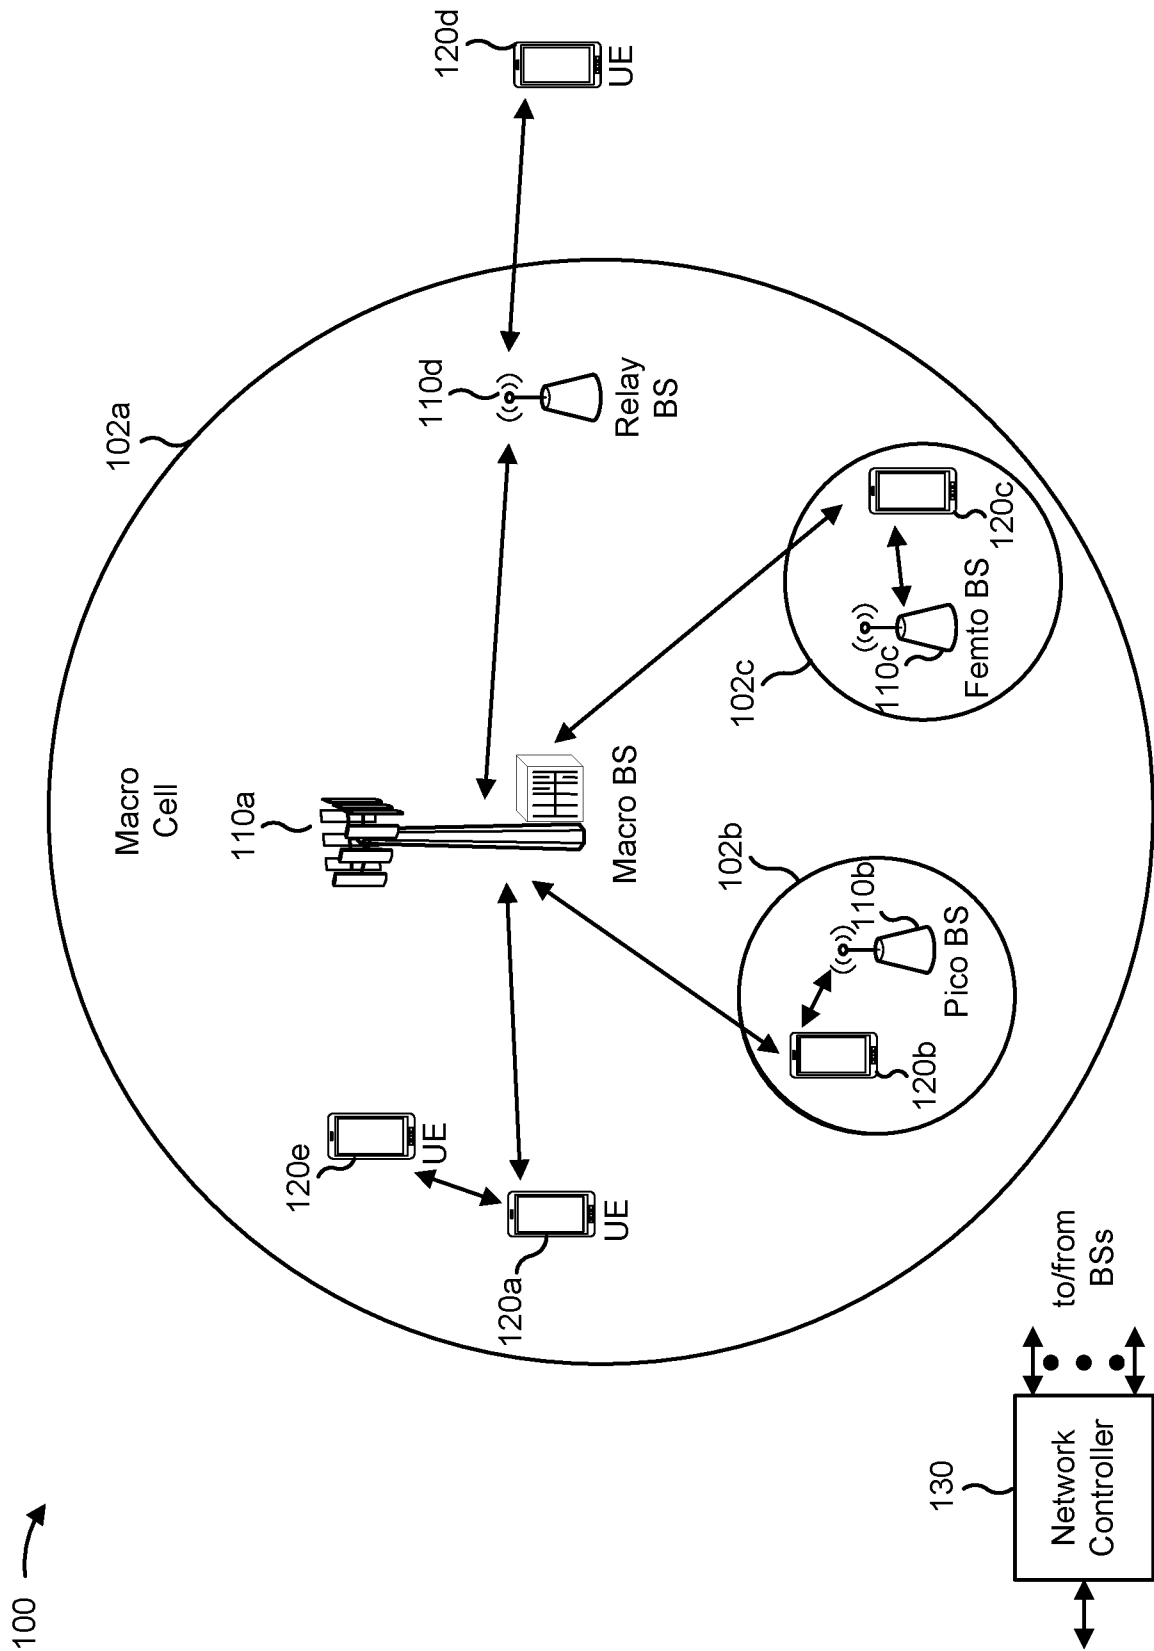 100
102a
Macro
Cell
110a
120d
UE
110d
Relay
BS
120e
UE
120a
UE
Macro BS
102b
110b
Pico BS
120b
102c
110c
Femto BS
120c
130
Network
Controller
to/from
BSs